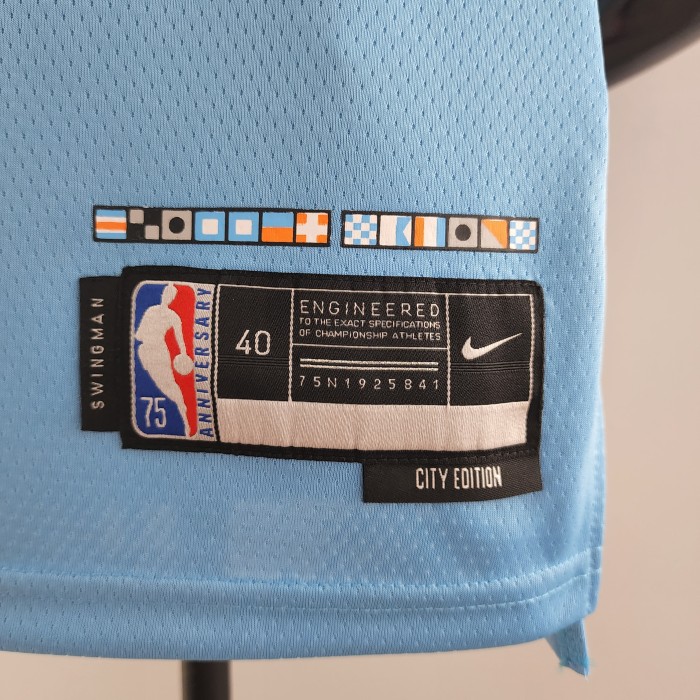 SWINGMAN
75
ANNIVERSARY
40
ENGINEERED
TO THE EXACT SPECIFICATIONS
OF CHAMPIONSHIP ATHLETES
75N1925841
CITY EDITION